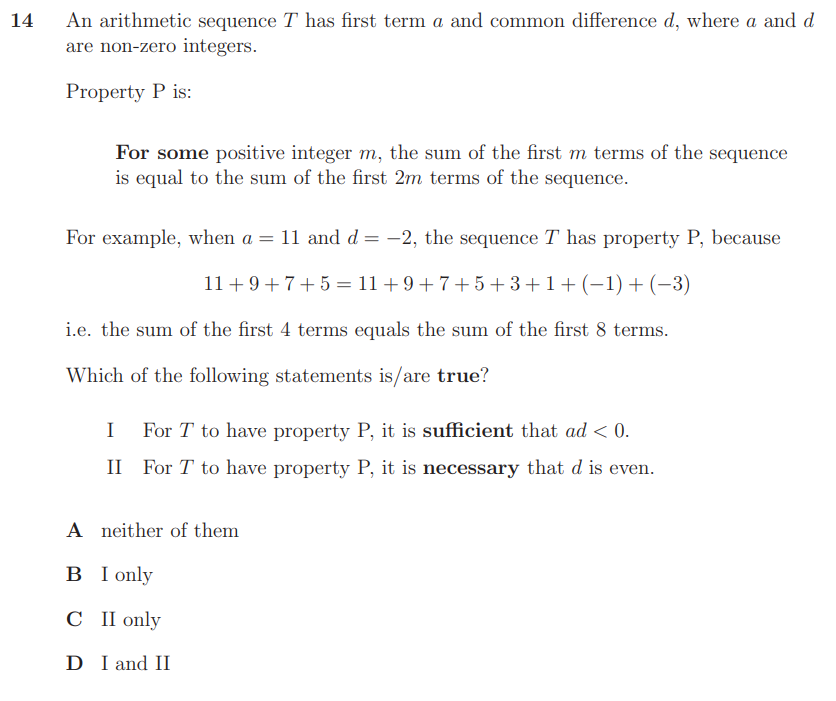 14 An arithmetic sequence T has first term a and common difference d, where a and d
are non-zero integers.
Property P is:
For some positive integer m, the sum of the first m terms of the sequence
is equal to the sum of the first 2m terms of the sequence.
For example, when a = 11 and d = −2, the sequence T has property P, because
11 + 9 + 7 + 5 = 11 + 9 + 7 + 5 + 3 + 1 + (−1) + (−3)
i.e. the sum of the first 4 terms equals the sum of the first 8 terms.
Which of the following statements is/are true?
I For T to have property P, it is sufficient that ad < 0.
II For T to have property P, it is necessary that d is even.
A neither of them
B I only
C II only
D I and II